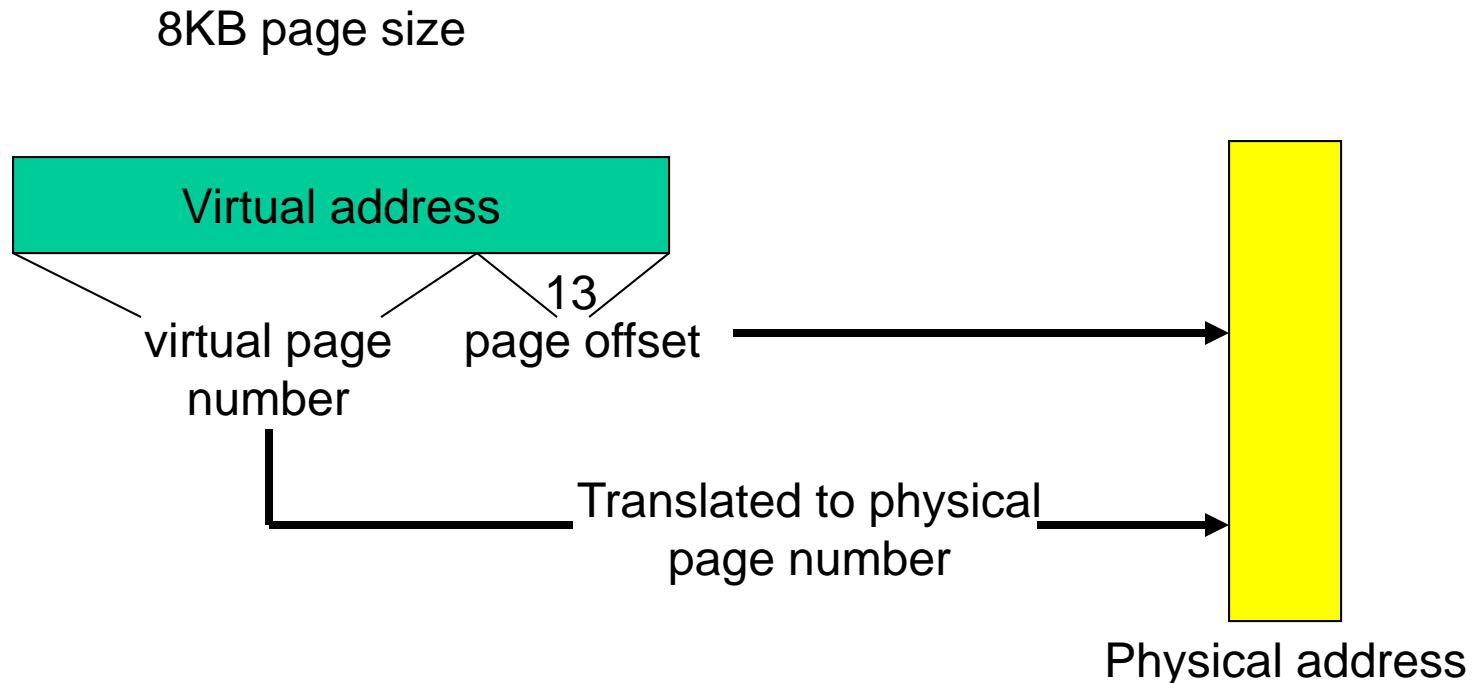 8KB page size
Virtual address
13
virtual page
number
page offset
Translated to physical
page number
Physical address